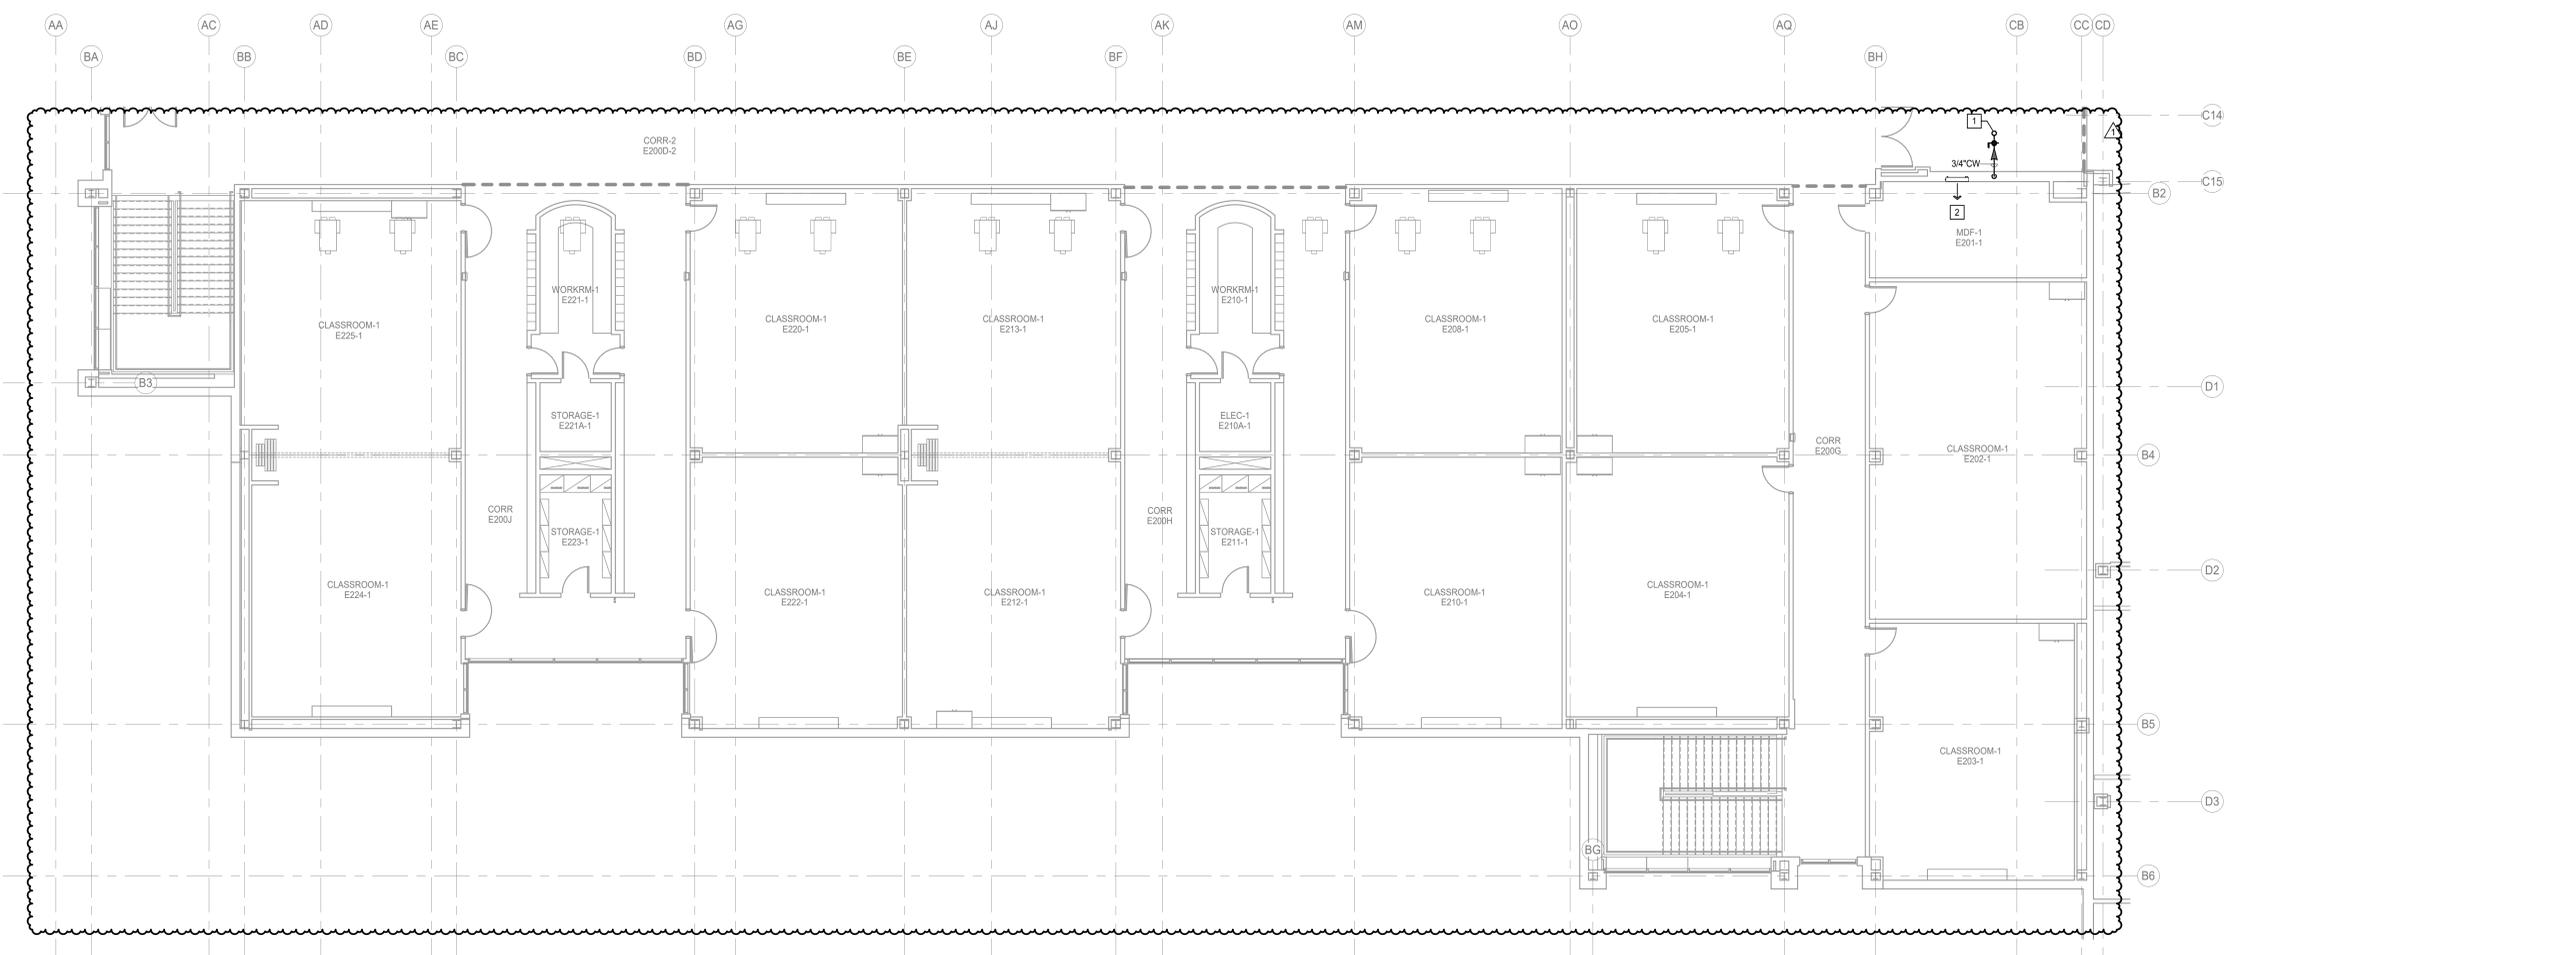 AA
AC
AD
AE
AG
AJ
AK
AM
AO
AQ
CB
CC
CD
BA
BB
BC
BD
BE
BF
BH
C14
1
1
CORR-2
E200D-2
3/4"CW
C15
B2
2
MDF-1
E201-1
WORKRM-1
E221-1
WORKRM-1
E210-1
CLASSROOM-1
E225-1
CLASSROOM-1
E220-1
CLASSROOM-1
E213-1
CLASSROOM-1
E208-1
CLASSROOM-1
E205-1
B3
D1
STORAGE-1
E221A-1
ELEC-1
E210A-1
CORR
E200G
CLASSROOM-1
E202-1
B4
CORR
E200J
CORR
E200H
STORAGE-1
E223-1
STORAGE-1
E211-1
D2
CLASSROOM-1
E224-1
CLASSROOM-1
E222-1
CLASSROOM-1
E212-1
CLASSROOM-1
E210-1
CLASSROOM-1
E204-1
B5
CLASSROOM-1
E203-1
D3
BG
B6